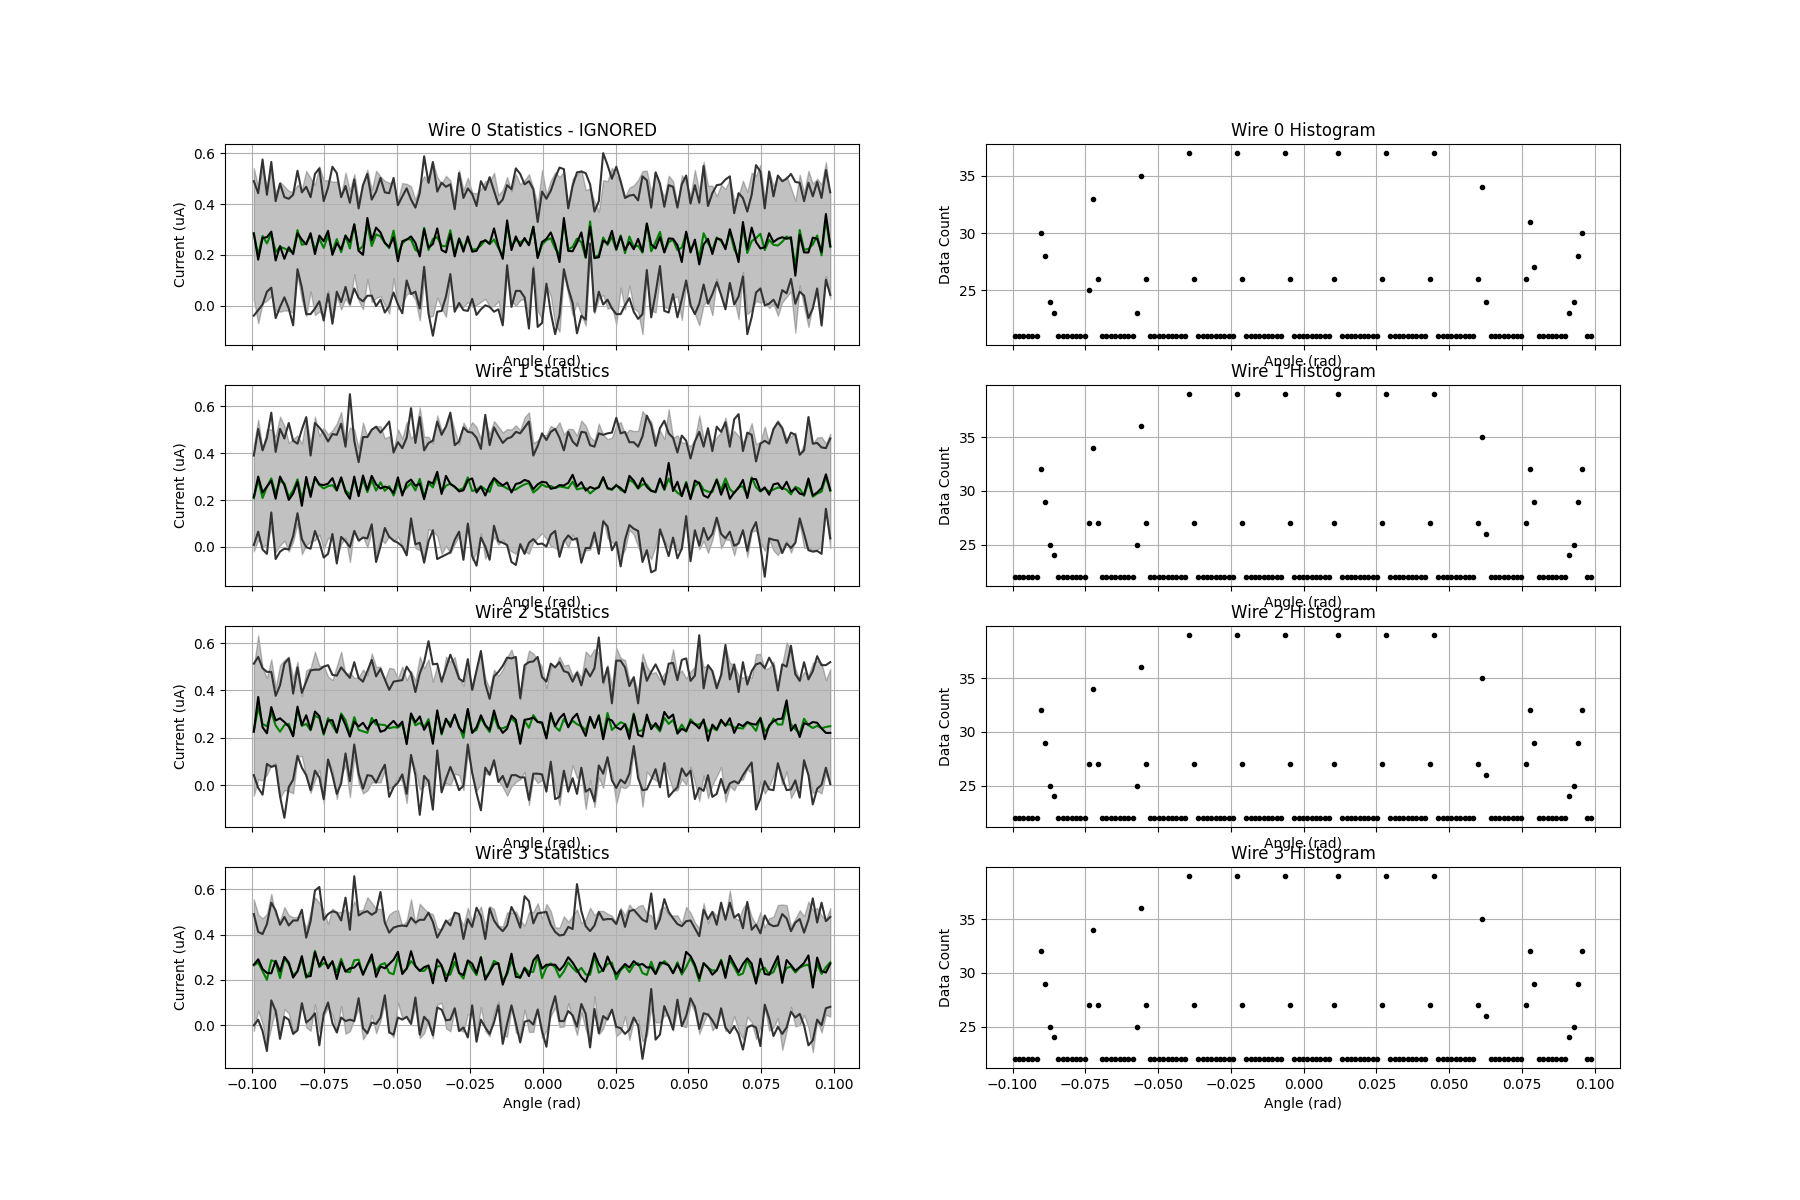 Wire 0 Statistics - IGNORED
Current (uA)
0.6
0.4
0.2
0.0
Angle (rad)
Wire 0 Histogram
Data Count
35
30
25
Angle (rad)
Wire 1 Statistics
Current (uA)
0.6
0.4
0.2
0.0
Angle (rad)
Wire 1 Histogram
Data Count
35
30
25
Angle (rad)
Wire 2 Statistics
Current (uA)
0.6
0.4
0.2
0.0
Angle (rad)
Wire 2 Histogram
Data Count
35
30
25
Angle (rad)
Wire 3 Statistics
Current (uA)
0.6
0.4
0.2
0.0
−0.100 −0.075 −0.050 −0.025 0.000 0.025 0.050 0.075 0.100
Angle (rad)
Wire 3 Histogram
Data Count
35
30
25
−0.100 −0.075 −0.050 −0.025 0.000 0.025 0.050 0.075 0.100
Angle (rad)